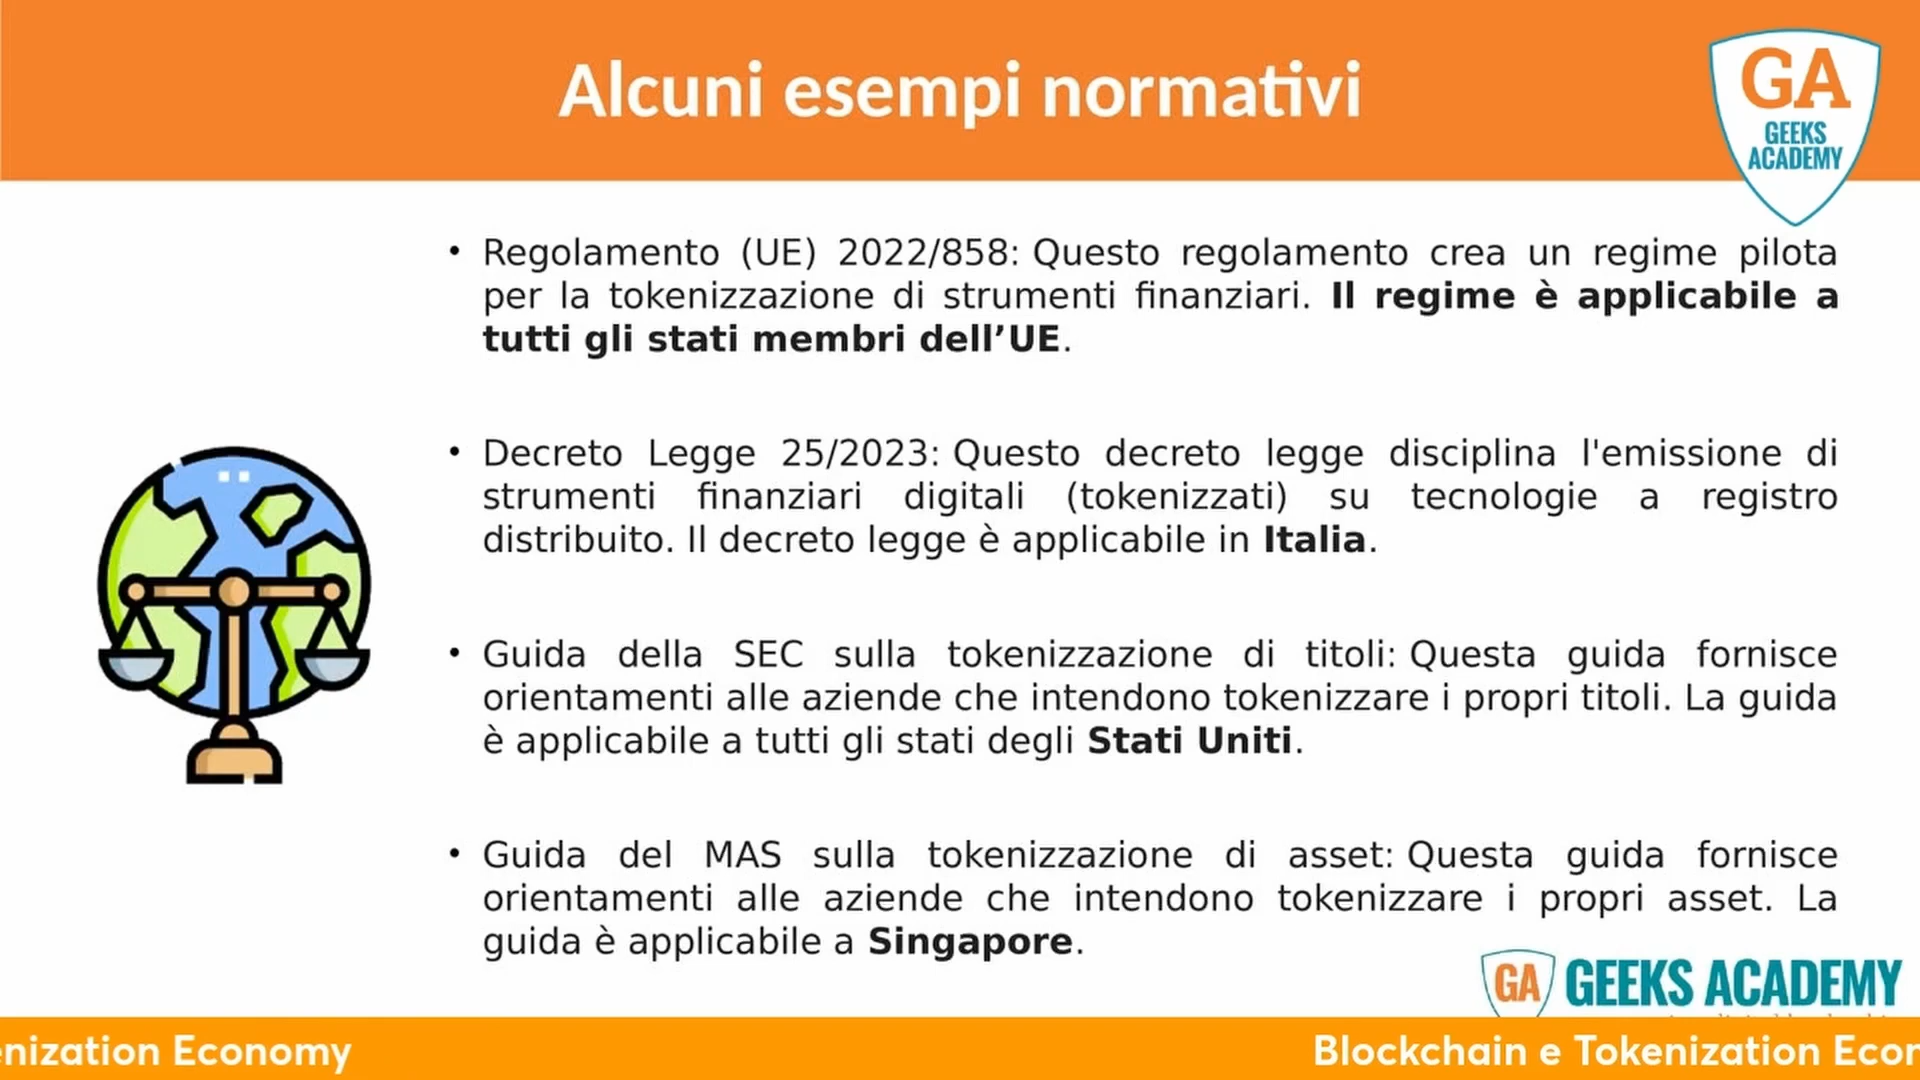 Alcuni esempi normativi
GA
GEEKS
ACADEMY
• Regolamento (UE) 2022/858: Questo regolamento crea un regime pilota
per la tokenizzazione di strumenti finanziari. Il regime è applicabile a
tutti gli stati membri dell’UE.
• Decreto Legge 25/2023: Questo decreto legge disciplina l'emissione di
strumenti finanziari digitali (tokenizzati) su tecnologie a registro
distribuito. Il decreto legge è applicabile in Italia.
• Guida della SEC sulla tokenizzazione di titoli: Questa guida fornisce
orientamenti alle aziende che intendono tokenizzare i propri titoli. La guida
è applicabile a tutti gli stati degli Stati Uniti.
• Guida del MAS sulla tokenizzazione di asset: Questa guida fornisce
orientamenti alle aziende che intendono tokenizzare i propri asset. La
guida è applicabile a Singapore.
GA GEEKS ACADEMY
enization Economy
Blockchain e Tokenization Econ